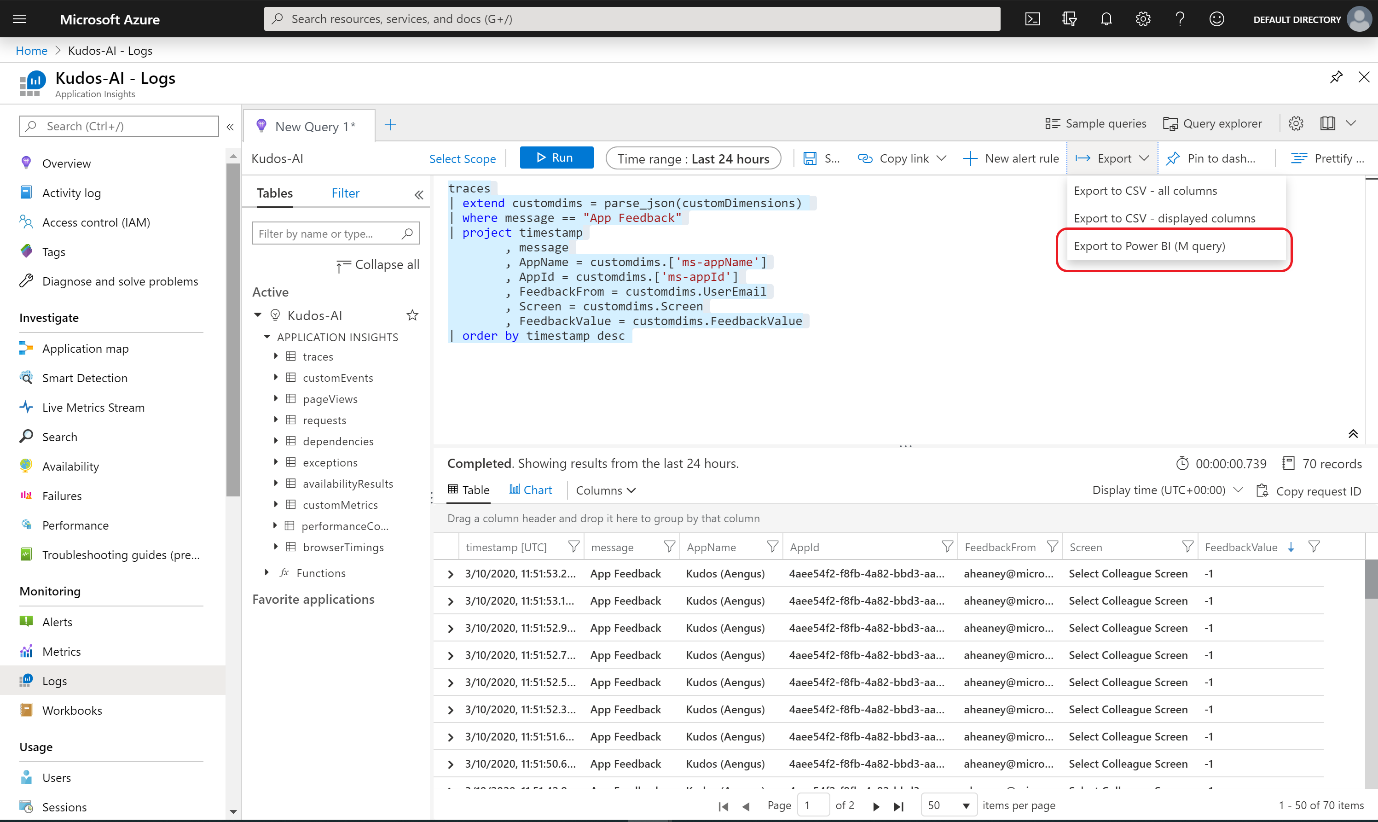 Microsoft Azure
Search resources, services, and docs (G+/)
DEFAULT DIRECTORY
Home > Kudos-AI - Logs
Kudos-AI - Logs
Application Insights
Search (Ctrl+/)
«
Overview
Activity log
Access control (IAM)
Tags
Diagnose and solve problems
Investigate
Application map
Smart Detection
Live Metrics Stream
Search
Availability
Failures
Performance
Troubleshooting guides (pre...
Monitoring
Alerts
Metrics
Logs
Workbooks
Usage
Users
Sessions
New Query 1*
+
Sample queries
Query explorer
Kudos-AI
Select Scope
Run
Time range : Last 24 hours
S...
Copy link
New alert rule
Export
Pin to dash...
Prettify ...
Export to CSV - all columns
Export to CSV - displayed columns
Export to Power BI (M query)
Tables
Filter
«
Filter by name or type...
Collapse all
Active
Kudos-AI
APPLICATION INSIGHTS
traces
customEvents
pageViews
requests
dependencies
exceptions
availabilityResults
customMetrics
performanceCo...
browserTimings
fx Functions
Favorite applications
traces
| extend customdims = parse_json(customDimensions)
| where message == "App Feedback"
| project timestamp
, message
, AppName = customdims.['ms-appName']
, AppId = customdims.['ms-appId']
, FeedbackFrom = customdims.UserEmail
, Screen = customdims.Screen
, FeedbackValue = customdims.FeedbackValue
| order by timestamp desc
Completed. Showing results from the last 24 hours.
00:00:00.739
70 records
Table
Chart
Columns
Display time (UTC+00:00)
Copy request ID
Drag a column header and drop it here to group by that column
timestamp [UTC] message AppName AppId FeedbackFrom Screen FeedbackValue
3/10/2020, 11:51:53.2... App Feedback Kudos (Aengus) 4aee54f2-f8fb-4a82-bbd3-aa... aheaney@micro... Select Colleague Screen -1
3/10/2020, 11:51:53.1... App Feedback Kudos (Aengus) 4aee54f2-f8fb-4a82-bbd3-aa... aheaney@micro... Select Colleague Screen -1
3/10/2020, 11:51:52.9... App Feedback Kudos (Aengus) 4aee54f2-f8fb-4a82-bbd3-aa... aheaney@micro... Select Colleague Screen -1
3/10/2020, 11:51:52.7... App Feedback Kudos (Aengus) 4aee54f2-f8fb-4a82-bbd3-aa... aheaney@micro... Select Colleague Screen -1
3/10/2020, 11:51:52.5... App Feedback Kudos (Aengus) 4aee54f2-f8fb-4a82-bbd3-aa... aheaney@micro... Select Colleague Screen -1
3/10/2020, 11:51:52.3... App Feedback Kudos (Aengus) 4aee54f2-f8fb-4a82-bbd3-aa... aheaney@micro... Select Colleague Screen -1
3/10/2020, 11:51:51.6... App Feedback Kudos (Aengus) 4aee54f2-f8fb-4a82-bbd3-aa... aheaney@micro... Select Colleague Screen -1
3/10/2020, 11:51:50.6... App Feedback Kudos (Aengus) 4aee54f2-f8fb-4a82-bbd3-aa... aheaney@micro... Select Colleague Screen -1
Page 1 of 2
50 items per page
1 - 50 of 70 items